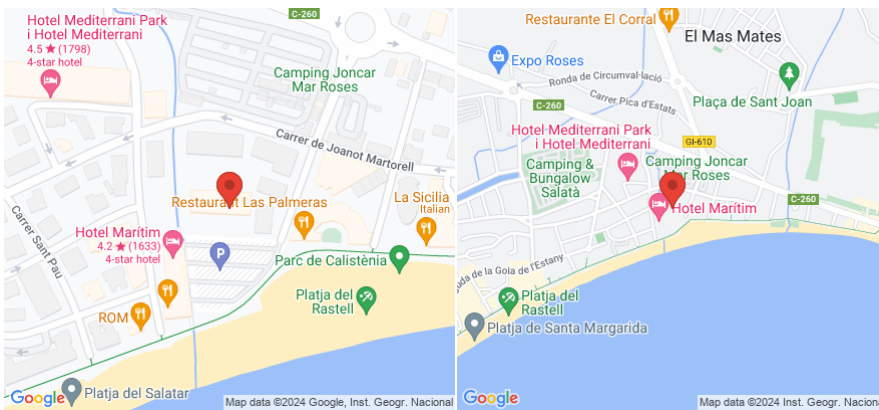 C-260
Hotel Mediterrani Park
i Hotel Mediterrani
4.5 ★ (1798)
4-star hotel
Camping Joncar
Mar Roses
Carrer de Joanot Martorell
Restaurant Las Palmeras
La Sicilia
Italian
Carrer Sant Pau
Hotel Marítim
4.2 ★ (1633)
4-star hotel
P
Parc de Calistènia
Platja del
Rastell
ROM
Platja del Salatar
Google
Map data ©2024 Google, Inst. Geogr. Nacional
Restaurante El Corral
El Mas Mates
Expo Roses
Ronda de Circumval·lació
Carrer Pica d'Estats
Plaça de Sant Joan
C-260
GI-610
Hotel Mediterrani Park
i Hotel Mediterrani
Camping &
Bungalow
Salatà
Camping Joncar
Mar Roses
C-260
Hotel Marítim
guda de la Gola de l'Estany
Platja del
Rastell
Platja de Santa Margarida
Google
Map data ©2024 Google, Inst. Geogr. Naciona